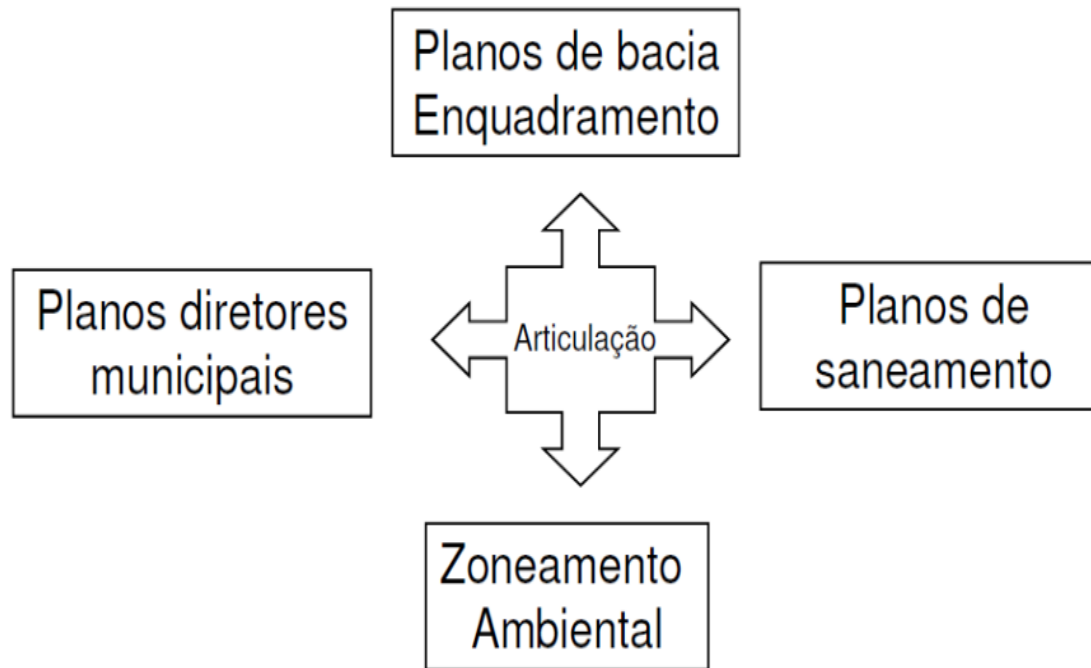 Planos de bacia
Enquadramento
Planos diretores
municipais
Articulação
Planos de
saneamento
Zoneamento
Ambiental